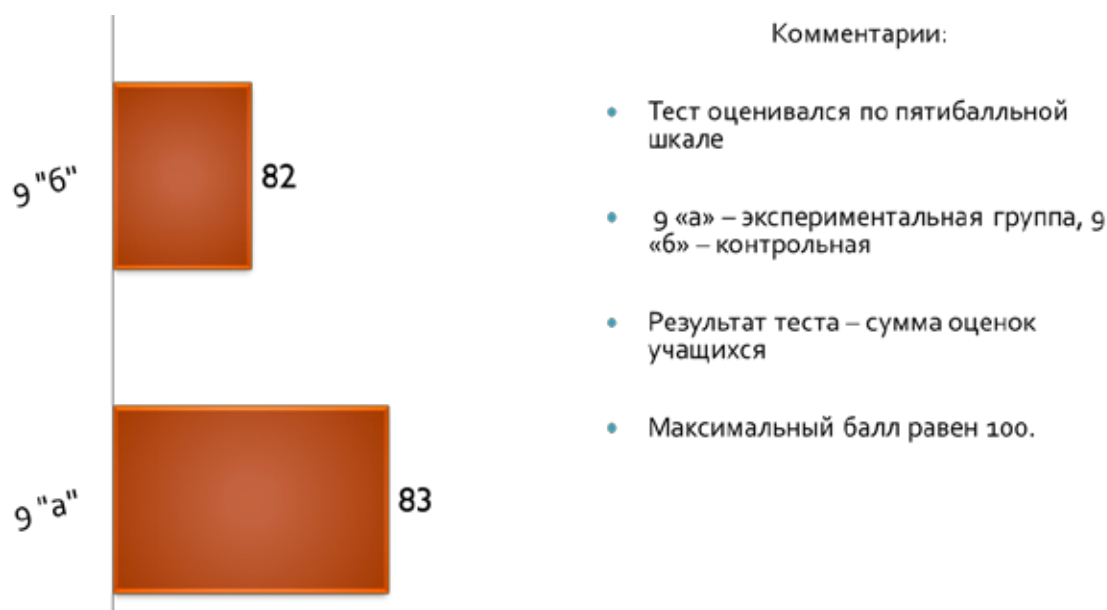 9 "б"
82
9 "а"
83
Комментарии:
Тест оценивался по пятибалльной
шкале
9 «а» – экспериментальная группа, 9
«б» – контрольная
Результат теста – сумма оценок
учащихся
Максимальный балл равен 100.